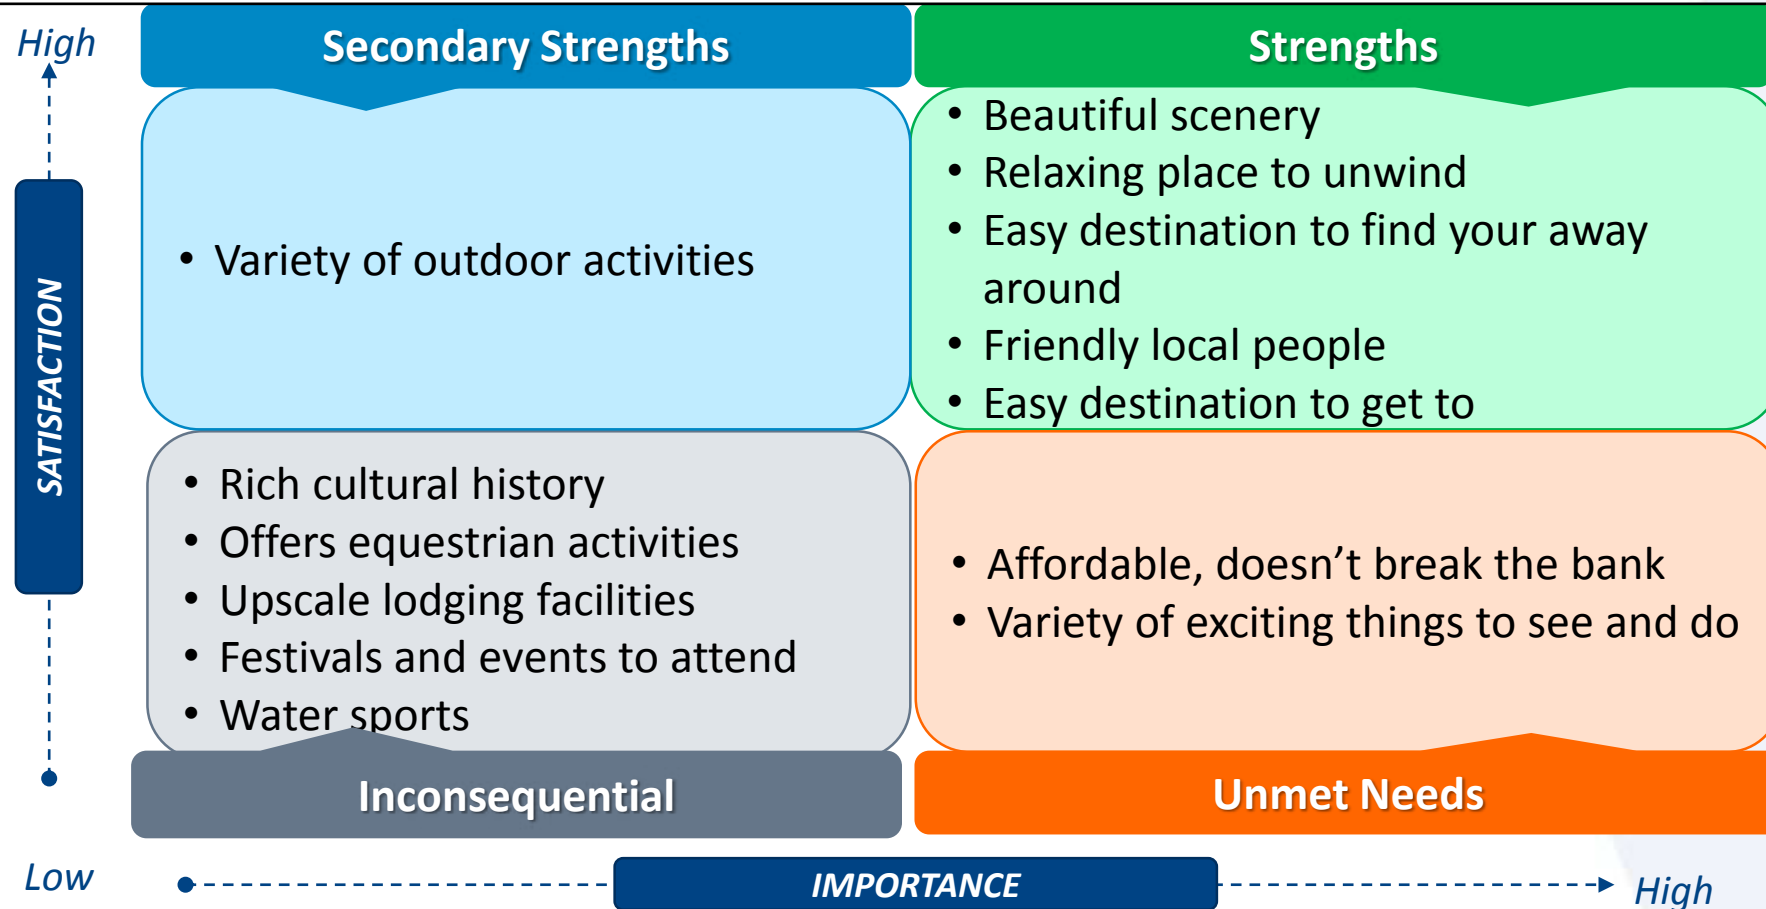 High
Secondary Strengths
Strengths
• Variety of outdoor activities
• Beautiful scenery
• Relaxing place to unwind
• Easy destination to find your away
around
• Friendly local people
• Easy destination to get to
SATISFACTION
• Rich cultural history
• Offers equestrian activities
• Upscale lodging facilities
• Festivals and events to attend
• Water sports
• Affordable, doesn’t break the bank
• Variety of exciting things to see and do
Inconsequential
Unmet Needs
Low
IMPORTANCE
High